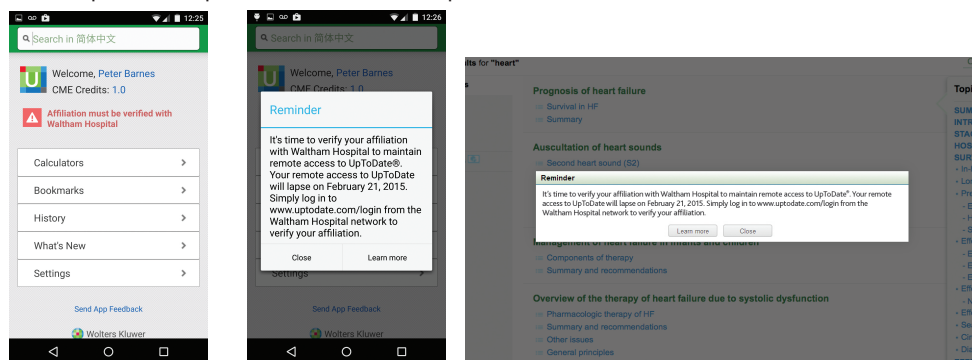 12:25
Search in 简体中文
Welcome, Peter Barnes
CME Credits: 1.0
Affiliation must be verified with
Waltham Hospital
Calculators
Bookmarks
History
What's New
Settings
Send App Feedback
Wolters Kluwer
12:26
Search in 简体中文
Welcome, Peter Barnes
CME Credits: 1.0
Reminder
It's time to verify your affiliation
with Waltham Hospital to maintain
remote access to UpToDate®.
Your remote access to UpToDate
will lapse on February 21, 2015.
Simply log in to
www.uptodate.com/login from the
Waltham Hospital network to
verify your affiliation.
Close Learn more
Settings
Send App Feedback
Wolters Kluwer
for "heart"
Prognosis of heart failure
Survival in HF
Summary
Auscultation of heart sounds
Second heart sound (S2)
Reminder
It's time to verify your affiliation with Waltham Hospital to maintain remote access to UpToDate®. Your remote
access to UpToDate will lapse on February 21, 2015. Simply log in to www.uptodate.com/login from the
Waltham Hospital network to verify your affiliation.
Learn more Close
Management of heart failure in infants and children
Components of therapy
Summary and recommendations
Overview of the therapy of heart failure due to systolic dysfunction
Pharmacologic therapy of HF
Summary and recommendations
Other issues
General principles